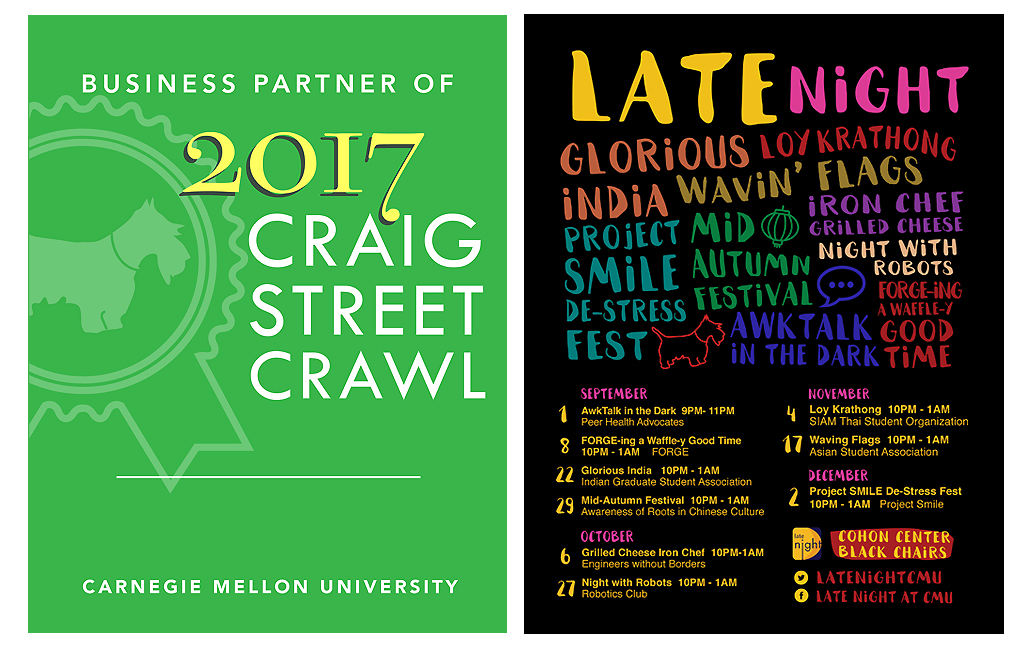 BUSINESS PARTNER OF
2017
CRAIG
STREET
CRAWL
CARNEGIE MELLON UNIVERSITY
LATE NiGHT
GLORiOUS
iNDiA
LOY KRATHONG
WAViN' FLAGS
PROJECT
SMiLE
DE-STRESS
FEST
MiD
AUTUMN
FESTiVAL
iRON CHEF
GRiLLED CHEESE
NiGHT WiTH
ROBOTS
FORGE-iNG
A WAFFLE-Y
GOOD
TiME
AWKTALK
iN THE DARK
SEPTEMBER
1 AwkTalk in the Dark 9PM- 11PM
Peer Health Advocates
8 FORGE-ing a Waffle-y Good Time
10PM - 1AM FORGE
22 Glorious India 10PM - 1AM
Indian Graduate Student Association
29 Mid-Autumn Festival 10PM - 1AM
Awareness of Roots in Chinese Culture
OCTOBER
6 Grilled Cheese Iron Chef 10PM-1AM
Engineers without Borders
27 Night with Robots 10PM - 1AM
Robotics Club
NOVEMBER
4 Loy Krathong 10PM - 1AM
SIAM Thai Student Organization
17 Waving Flags 10PM - 1AM
Asian Student Association
DECEMBER
2 Project SMILE De-Stress Fest
10PM - 1AM Project Smile
late
night
COHON CENTER
BLACK CHAiRS
LATENiGHTCMU
LATE NiGHT AT CMU